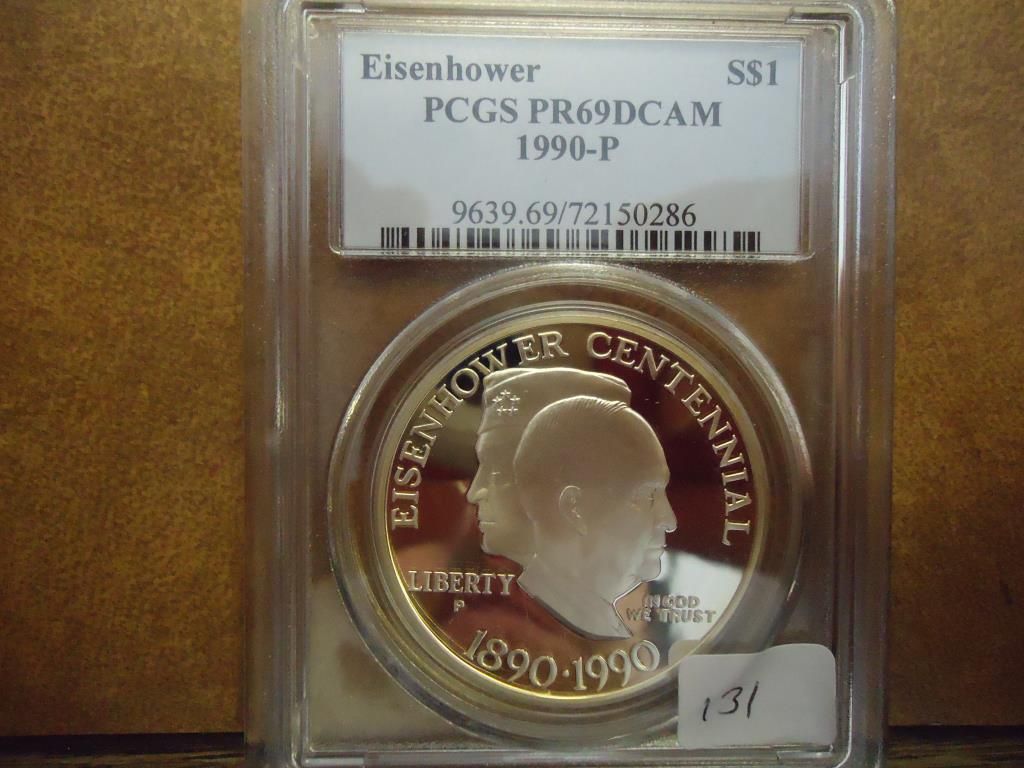 Eisenhower S$1
PCGS PR69DCAM
1990-P
9639.69/72150286
EISENHOWER CENTENNIAL
LIBERTY
P
IN GOD
WE TRUST
1890·1990
131